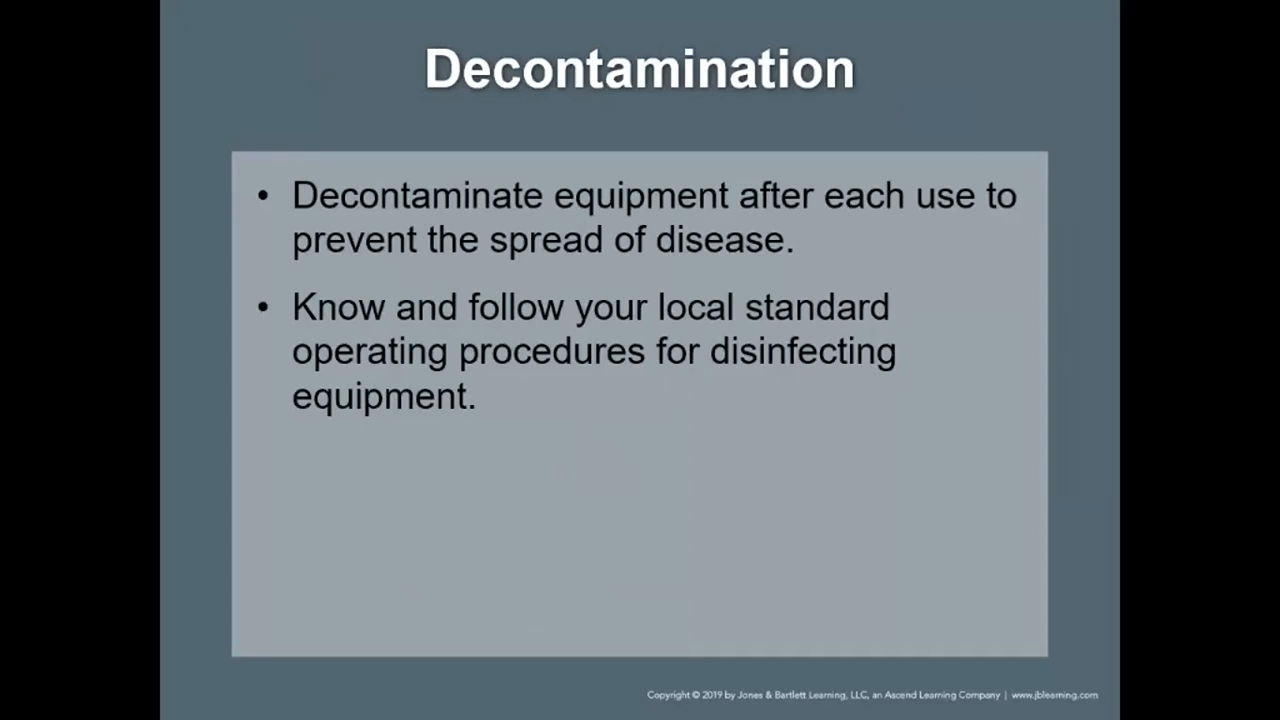 Decontamination
• Decontaminate equipment after each use to
prevent the spread of disease.
• Know and follow your local standard
operating procedures for disinfecting
equipment.
Copyright © 2019 by Jones & Bartlett Learning, LLC, an Ascend Learning Company | www.jblearning.com